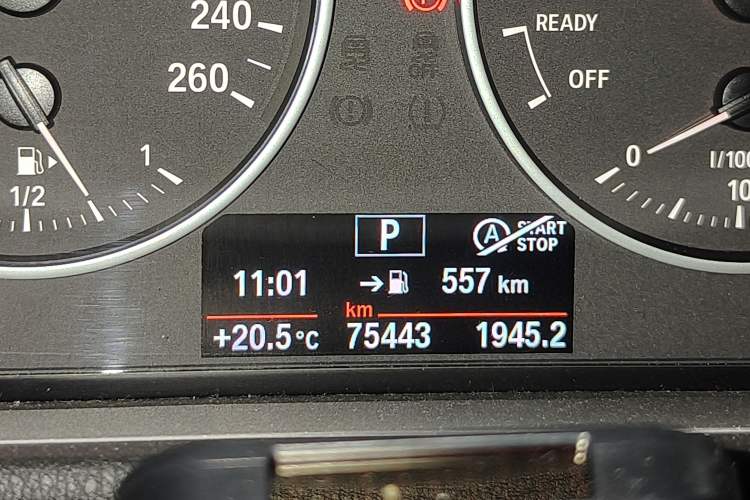 240
260
READY
OFF
OFF
1/2
1
0
l/100
10
P
A START
STOP
11:01
557 km
km
+20.5°C
75443
1945.2